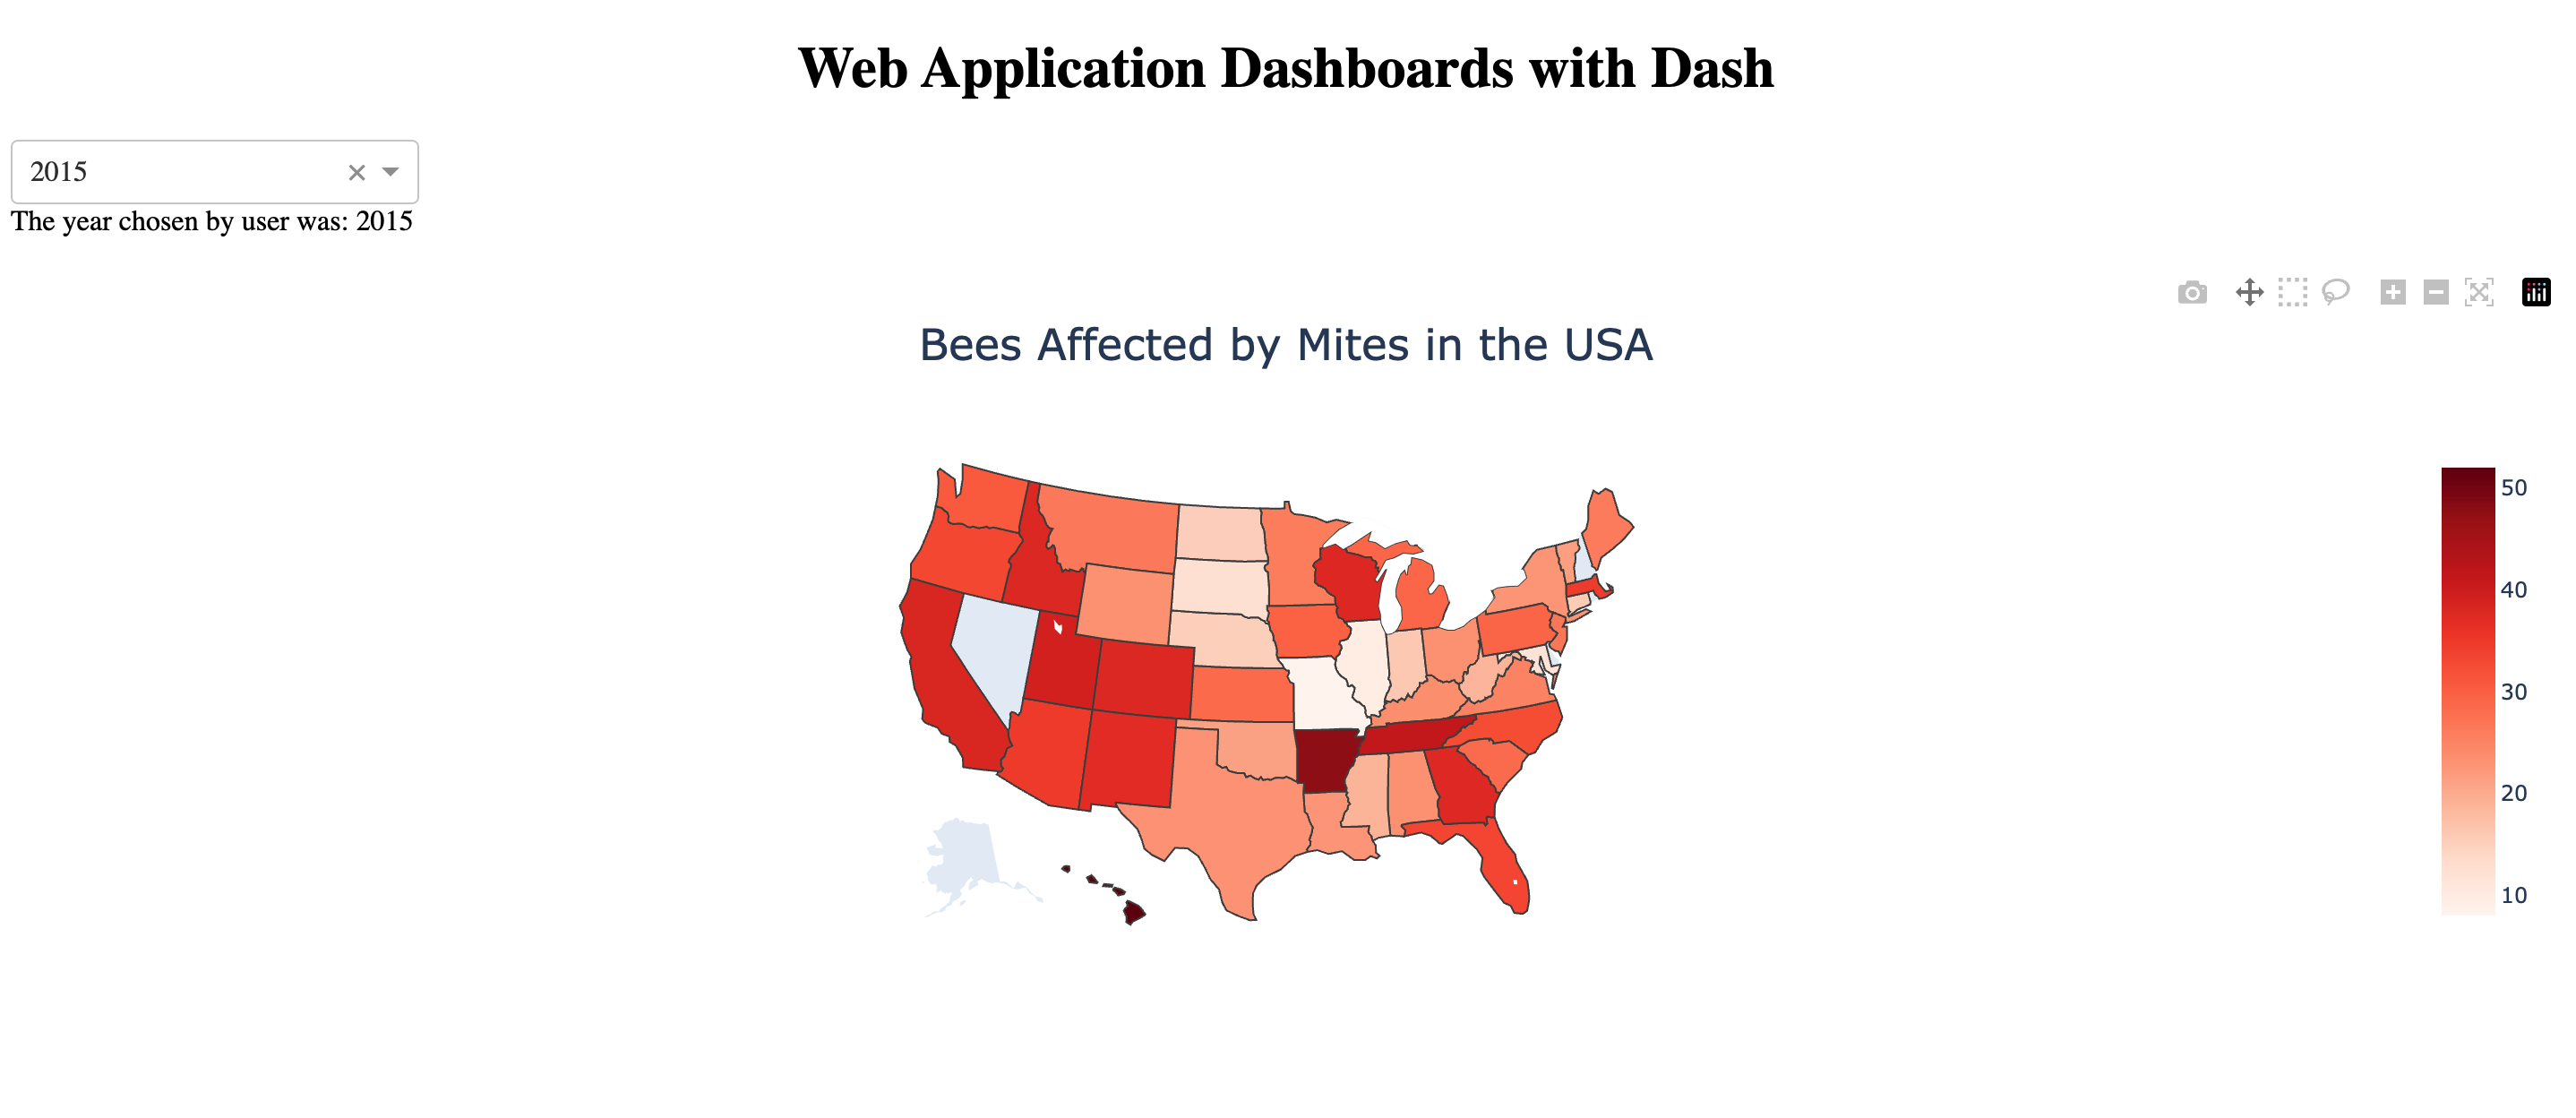 Web Application Dashboards with Dash
2015
The year chosen by user was: 2015
Bees Affected by Mites in the USA
50
40
30
20
10